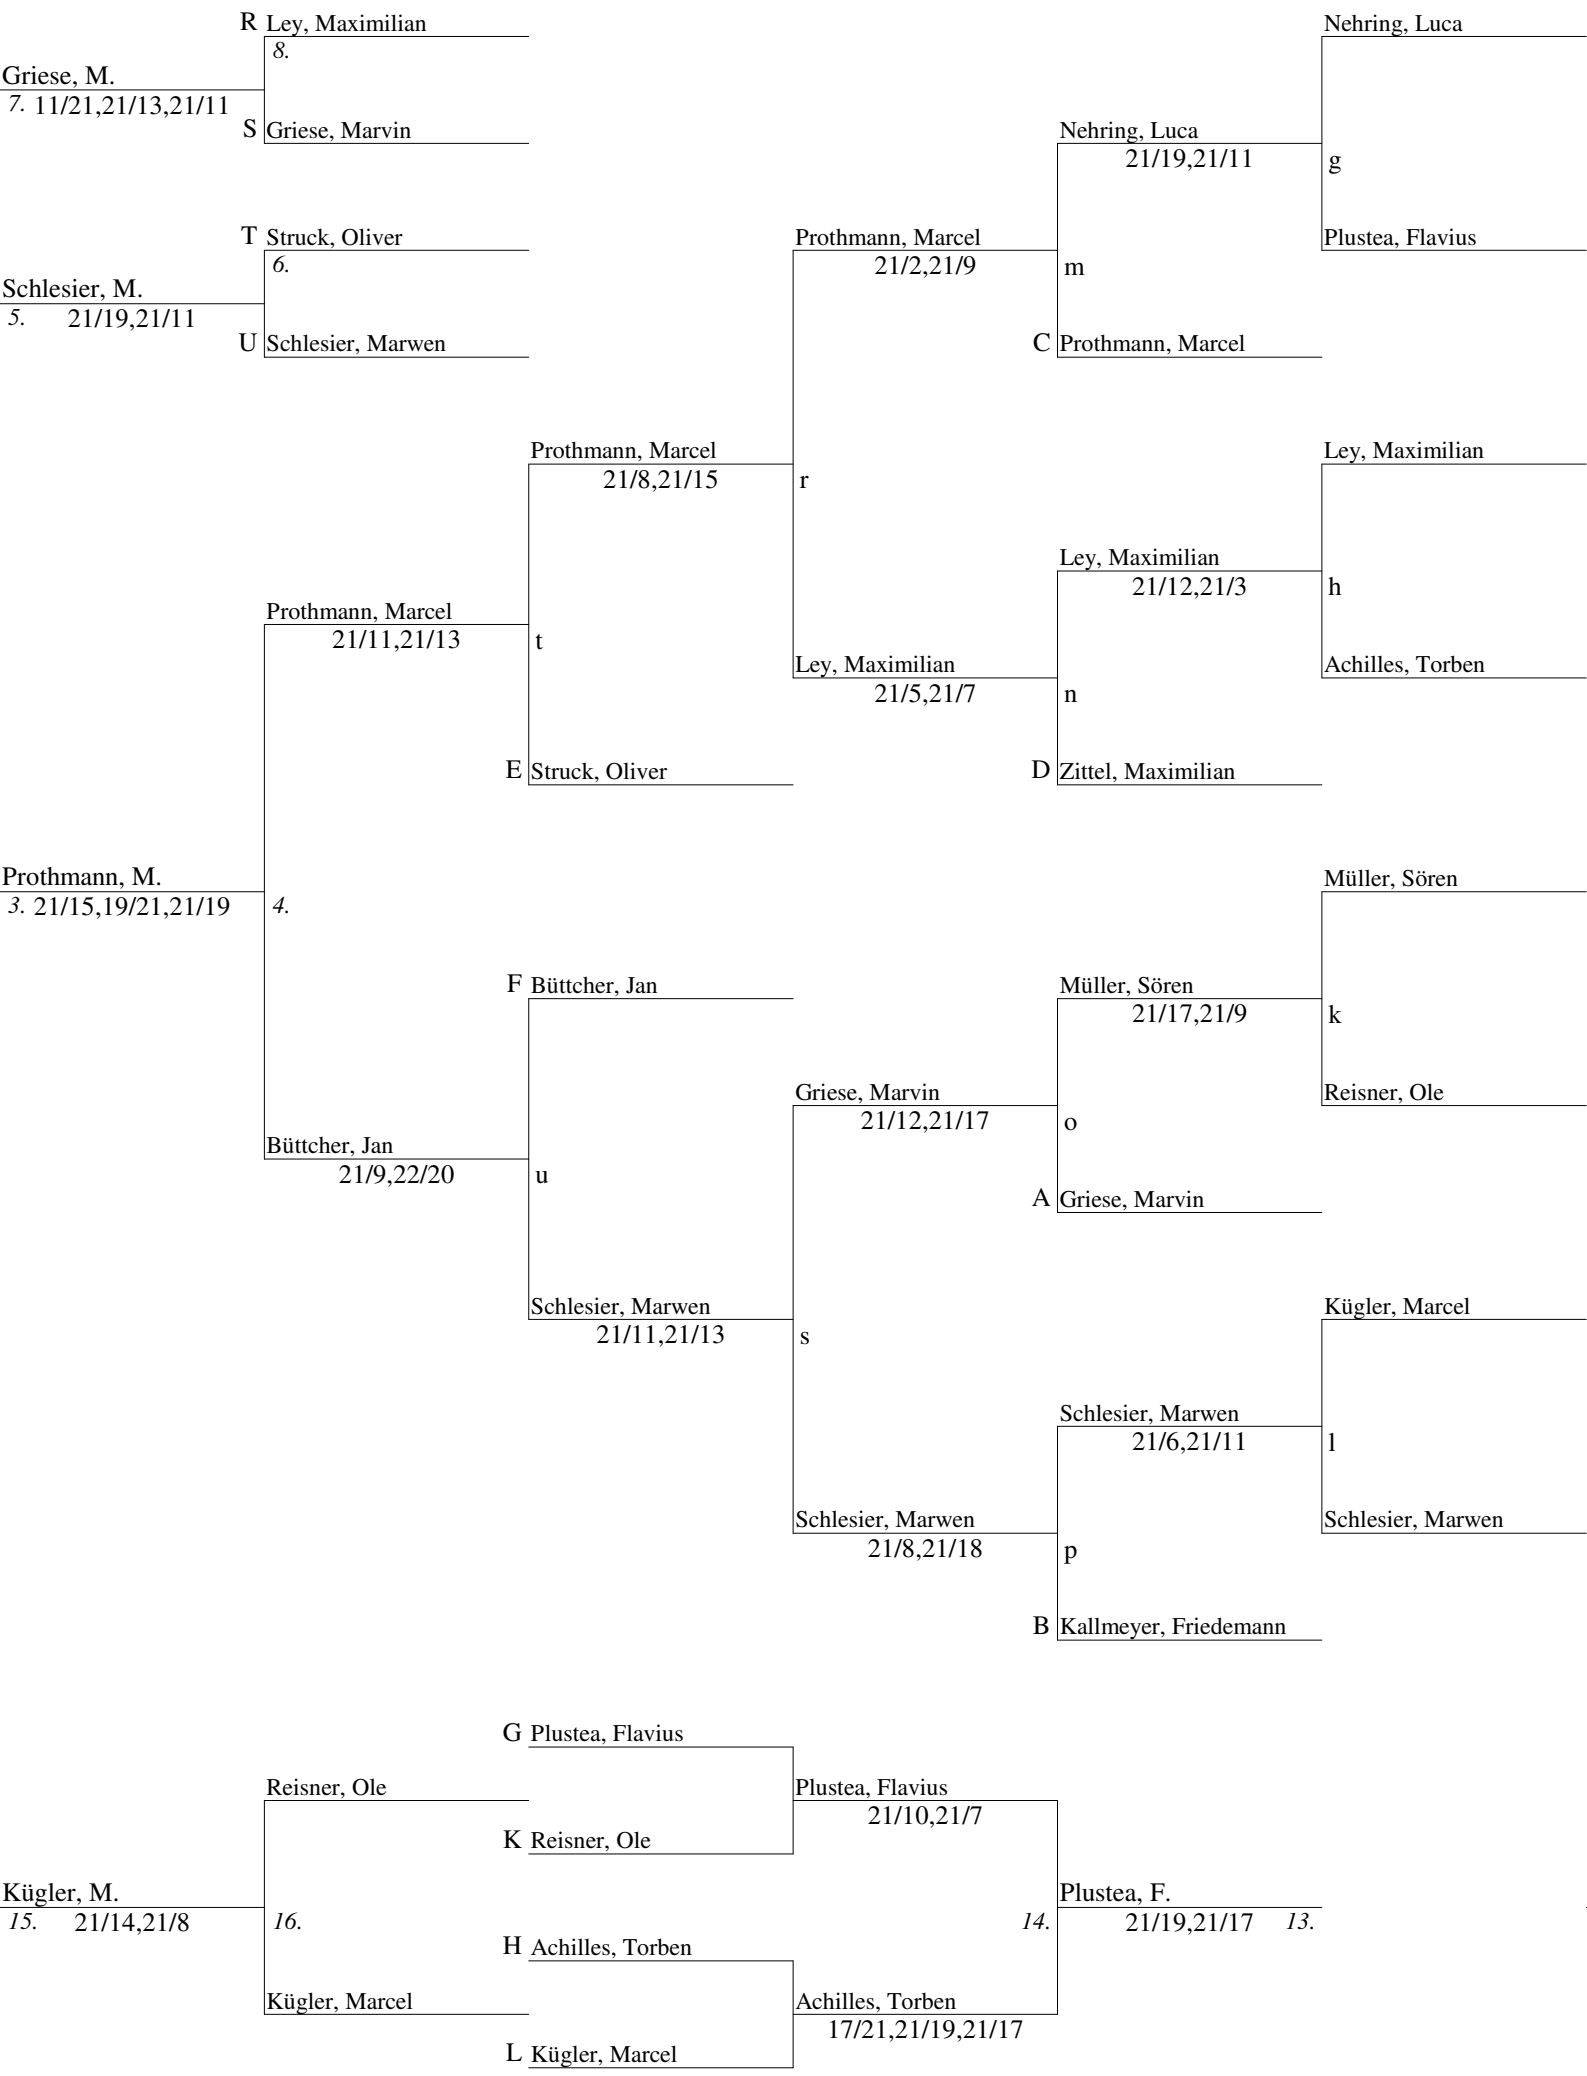 R Ley, Maximilian
Nehring, Luca
8.
Griese, M.
7. 11/21,21/13,21/11
S Griese, Marvin
Nehring, Luca
21/19,21/11
g
T Struck, Oliver
Prothmann, Marcel
Plustea, Flavius
6.
21/2,21/9
m
Schlesier, M.
5. 21/19,21/11
U Schlesier, Marwen
C Prothmann, Marcel
Prothmann, Marcel
Ley, Maximilian
21/8,21/15
r
Ley, Maximilian
21/12,21/3
h
Prothmann, Marcel
21/11,21/13
t
Ley, Maximilian
Achilles, Torben
21/5,21/7
n
E Struck, Oliver
D Zittel, Maximilian
Prothmann, M.
Müller, Sören
3. 21/15,19/21,21/19
4.
F Büttcher, Jan
Müller, Sören
21/17,21/9
k
Griese, Marvin
Reisner, Ole
21/12,21/17
o
Büttcher, Jan
21/9,22/20
u
A Griese, Marvin
Schlesier, Marwen
Kügler, Marcel
21/11,21/13
s
Schlesier, Marwen
21/6,21/11
l
Schlesier, Marwen
Schlesier, Marwen
21/8,21/18
p
B Kallmeyer, Friedemann
G Plustea, Flavius
Reisner, Ole
Plustea, Flavius
21/10,21/7
K Reisner, Ole
Kügler, M.
Plustea, F.
15. 21/14,21/8
16.
14.
21/19,21/17 13.
H Achilles, Torben
Kügler, Marcel
Achilles, Torben
17/21,21/19,21/17
L Kügler, Marcel